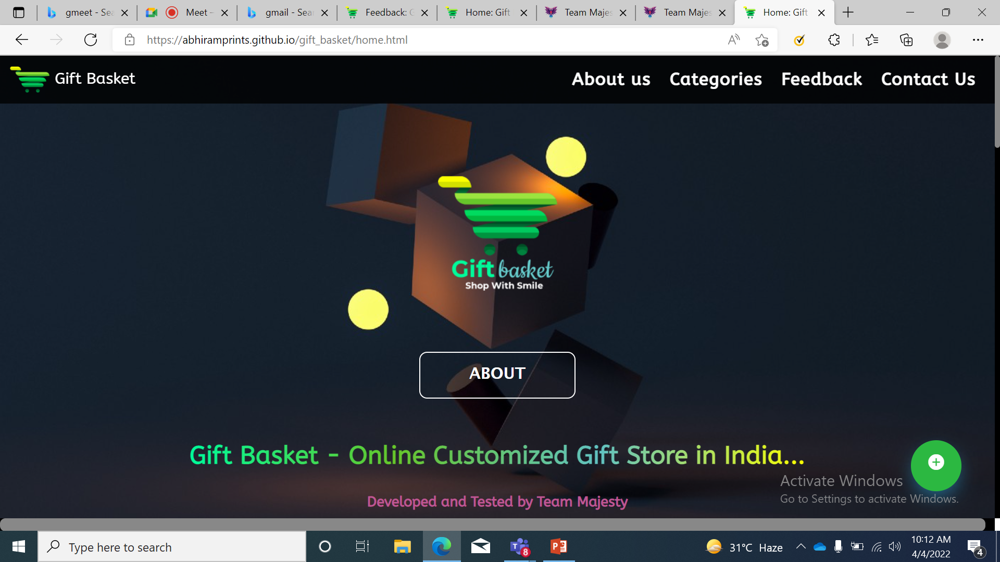 gmeet - Sea
Meet -
gmail - Sear
Feedback: G
Home: Gift
Team Majes
Team Majes
Home: Gift
https://abhiramprints.github.io/gift_basket/home.html
Gift Basket
About us
Categories
Feedback
Contact Us
Gift basket
Shop With Smile
ABOUT
Gift Basket - Online Customized Gift Store in India...
Activate Windows
Go to Settings to activate Windows.
Developed and Tested by Team Majesty
Type here to search
8
31°C Haze
10:12 AM
4/4/2022
4